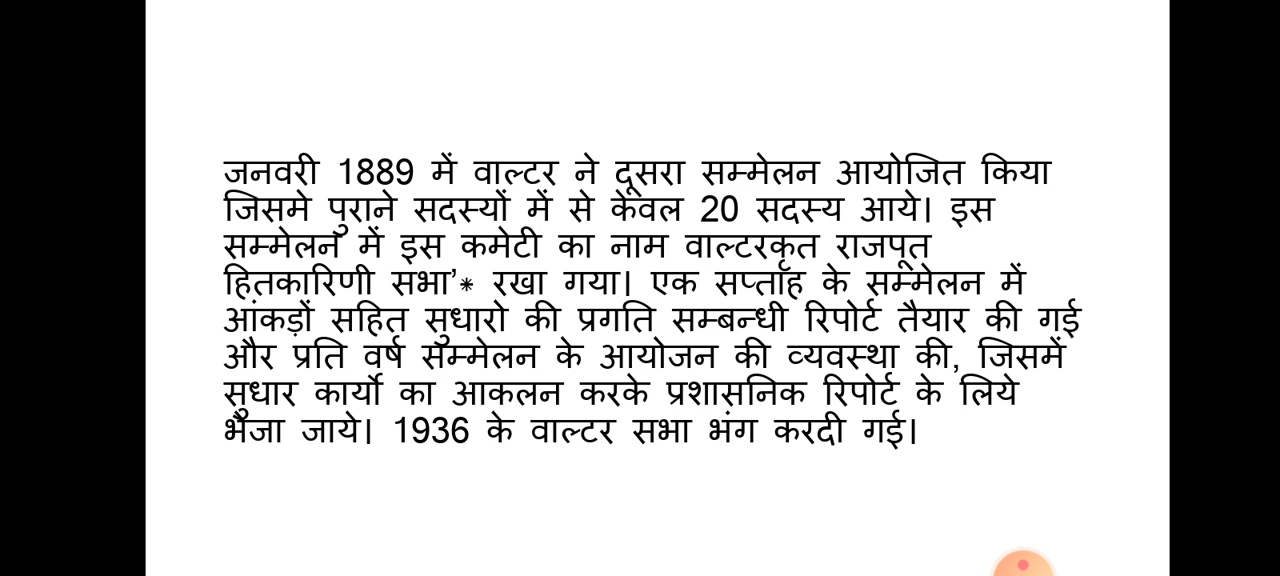 जनवरी 1889 में वाल्टर ने दूसरा सम्मेलन आयोजित किया
जिसमे पुराने सदस्यों में से केवल 20 सदस्य आये। इस
सम्मेलन में इस कमेटी का नाम वाल्टरकृत राजपूत
हितकारिणी सभा’* रखा गया। एक सप्ताह के सम्मेलन में
आंकड़ों सहित सुधारो की प्रगति सम्बन्धी रिपोर्ट तैयार की गई
और प्रति वर्ष सम्मेलन के आयोजन की व्यवस्था की, जिसमें
सुधार कार्यो का आकलन करके प्रशासनिक रिपोर्ट के लिये
भेजा जाये। 1936 के वाल्टर सभा भंग करदी गई।